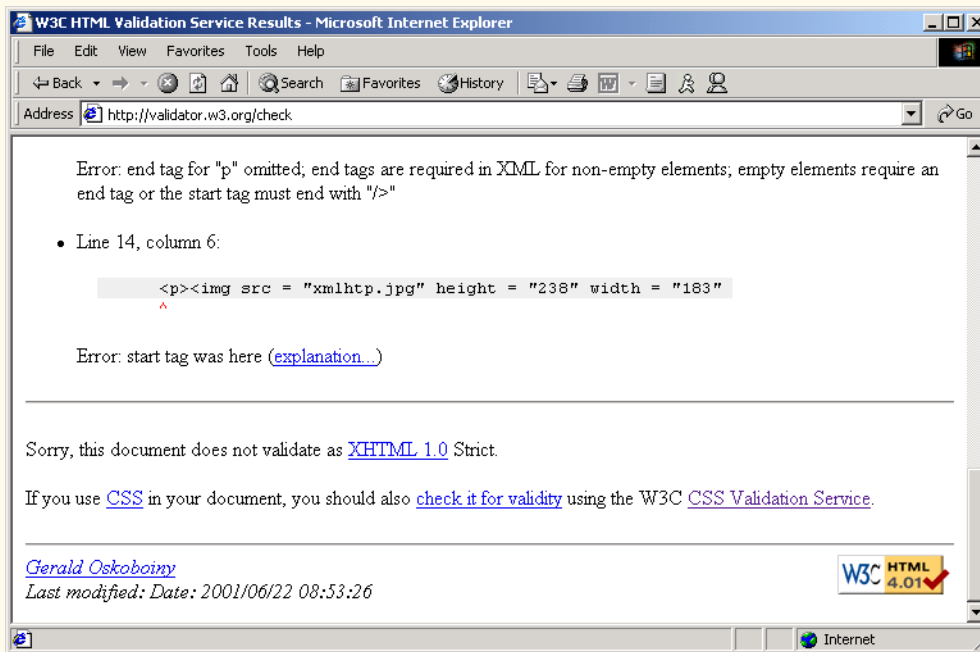 W3C HTML Validation Service Results - Microsoft Internet Explorer
File Edit View Favorites Tools Help
Back Search Favorites History
Address http://validator.w3.org/check Go
Error: end tag for "p" omitted; end tags are required in XML for non-empty elements; empty elements require an
end tag or the start tag must end with "/>"
• Line 14, column 6:
<p><img src = "xmlhtp.jpg" height = "238" width = "183"
^
Error: start tag was here (explanation...)
Sorry, this document does not validate as XHTML 1.0 Strict.
If you use CSS in your document, you should also check it for validity using the W3C CSS Validation Service.
Gerald Oskoboiny
Last modified: Date: 2001/06/22 08:53:26
W3C HTML 4.01
Internet